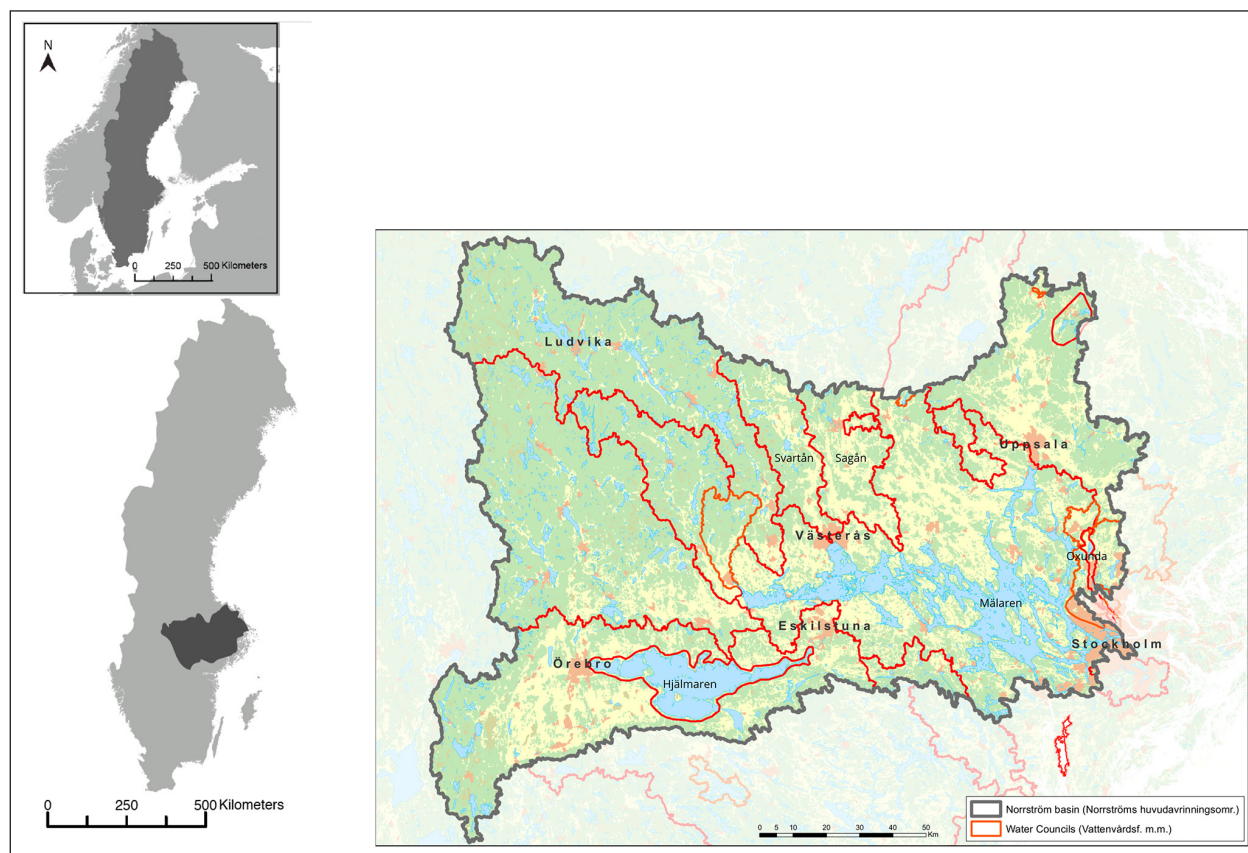 N
0 250 500 Kilometers
0 250 500 Kilometers
Ludvika
Svartån
Sagån
Uppsala
Västerås
Oxunda
Mälaren
Eskilstuna
Stockholm
Örebro
Hjälmaren
Norrström basin (Norrströms huvudavrinningsomr.)
Water Councils (Vattenvårdsf. m.m.)
0 5 10 20 30 40 50
Km